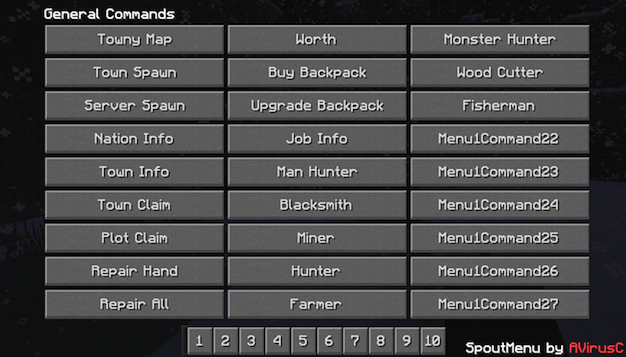 General Commands
Towny Map Worth Monster Hunter
Town Spawn Buy Backpack Wood Cutter
Server Spawn Upgrade Backpack Fisherman
Nation Info Job Info Menu1Command22
Town Info Man Hunter Menu1Command23
Town Claim Blacksmith Menu1Command24
Plot Claim Miner Menu1Command25
Repair Hand Hunter Menu1Command26
Repair All Farmer Menu1Command27
1 2 3 4 5 6 7 8 9 10
SpoutMenu by AVirusC